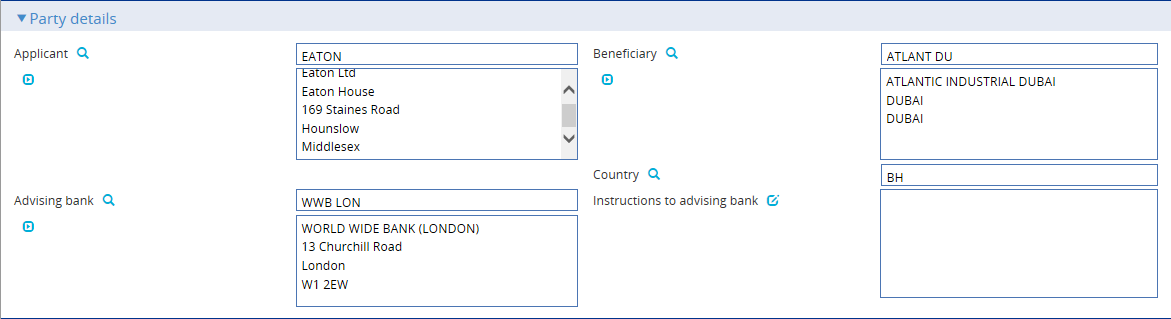 Party details
Applicant
EATON
Eaton Ltd
Eaton House
169 Staines Road
Hounslow
Middlesex
Beneficiary
ATLANT DU
ATLANTIC INDUSTRIAL DUBAI
DUBAI
DUBAI
Country
BH
Advising bank
WWB LON
WORLD WIDE BANK (LONDON)
13 Churchill Road
London
W1 2EW
Instructions to advising bank